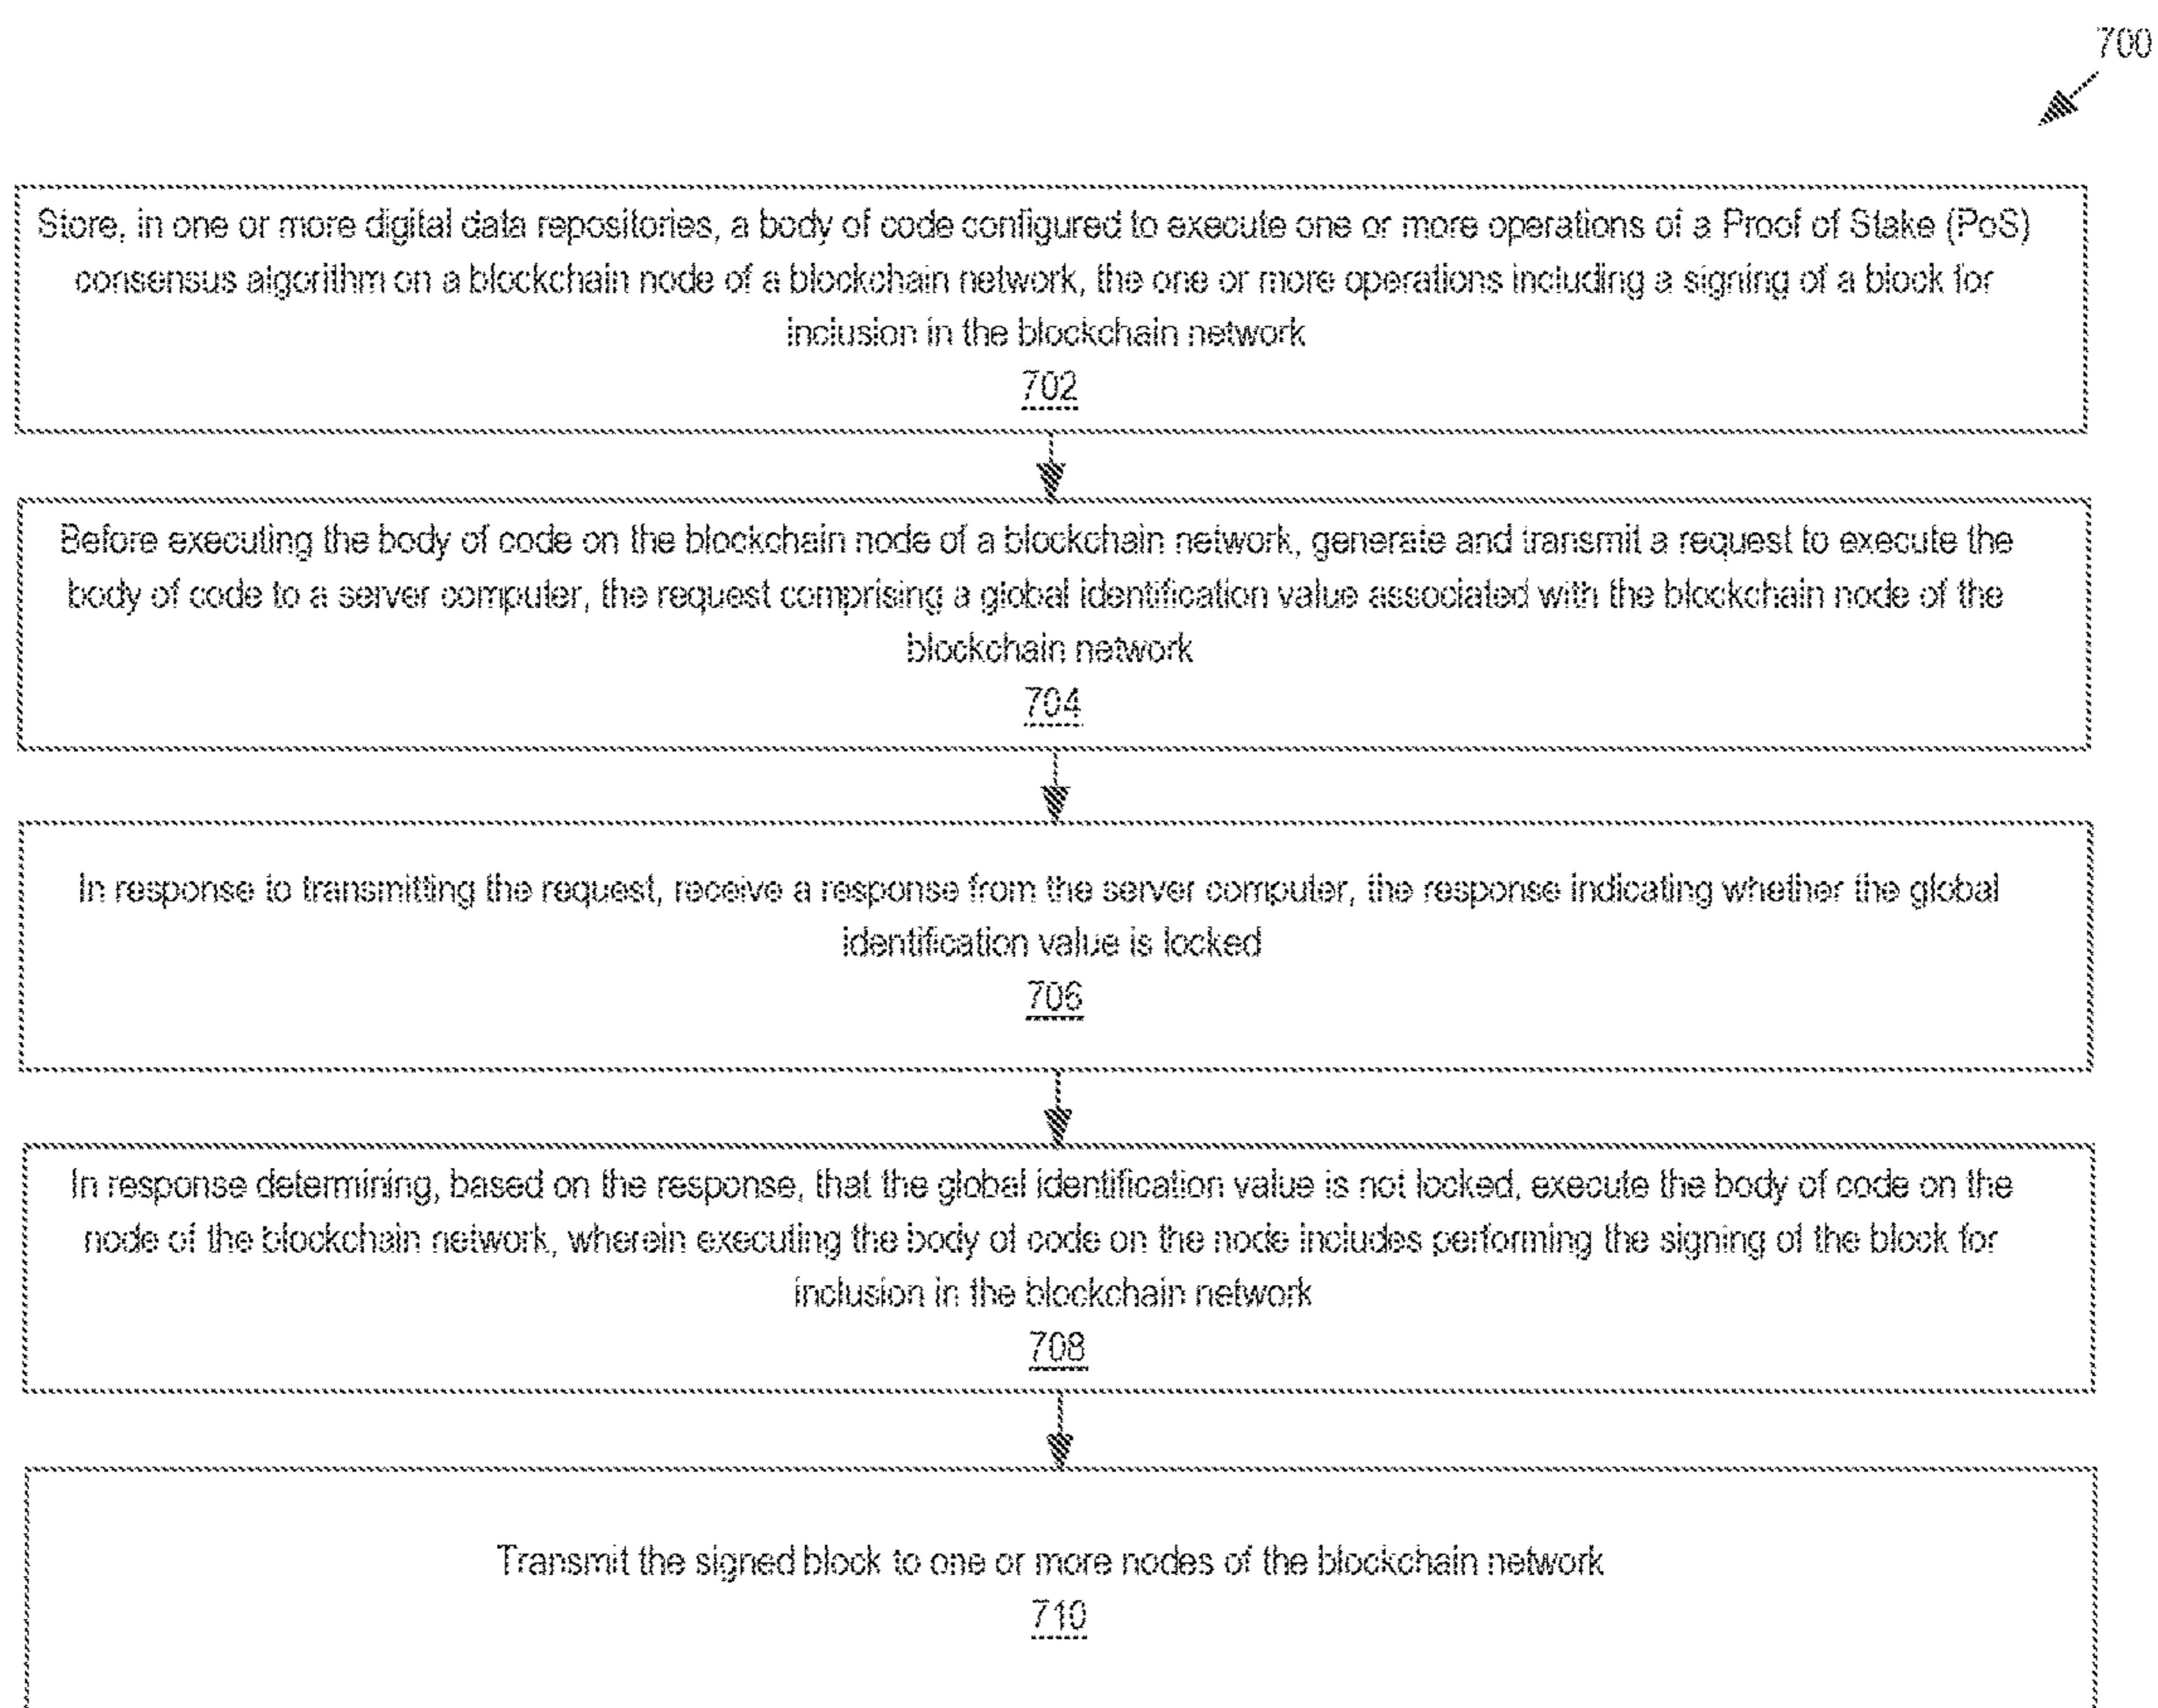 700
Store, in one or more digital data repositories, a body of code configured to execute one or more operations of a Proof of Stake (PoS)
consensus algorithm on a blockchain node of a blockchain network, the one or more operations including a signing of a block for
inclusion in the blockchain network
702
Before executing the body of code on the blockchain node of a blockchain network, generate and transmit a request to execute the
body of code to a server computer, the request comprising a global identification value associated with the blockchain node of the
blockchain network
704
In response to transmitting the request, receive a response from the server computer, the response indicating whether the global
identification value is locked
706
In response determining, based on the response, that the global identification value is not locked, execute the body of code on the
node of the blockchain network, wherein executing the body of code on the node includes performing the signing of the block for
inclusion in the blockchain network
708
Transmit the signed block to one or more nodes of the blockchain network
710